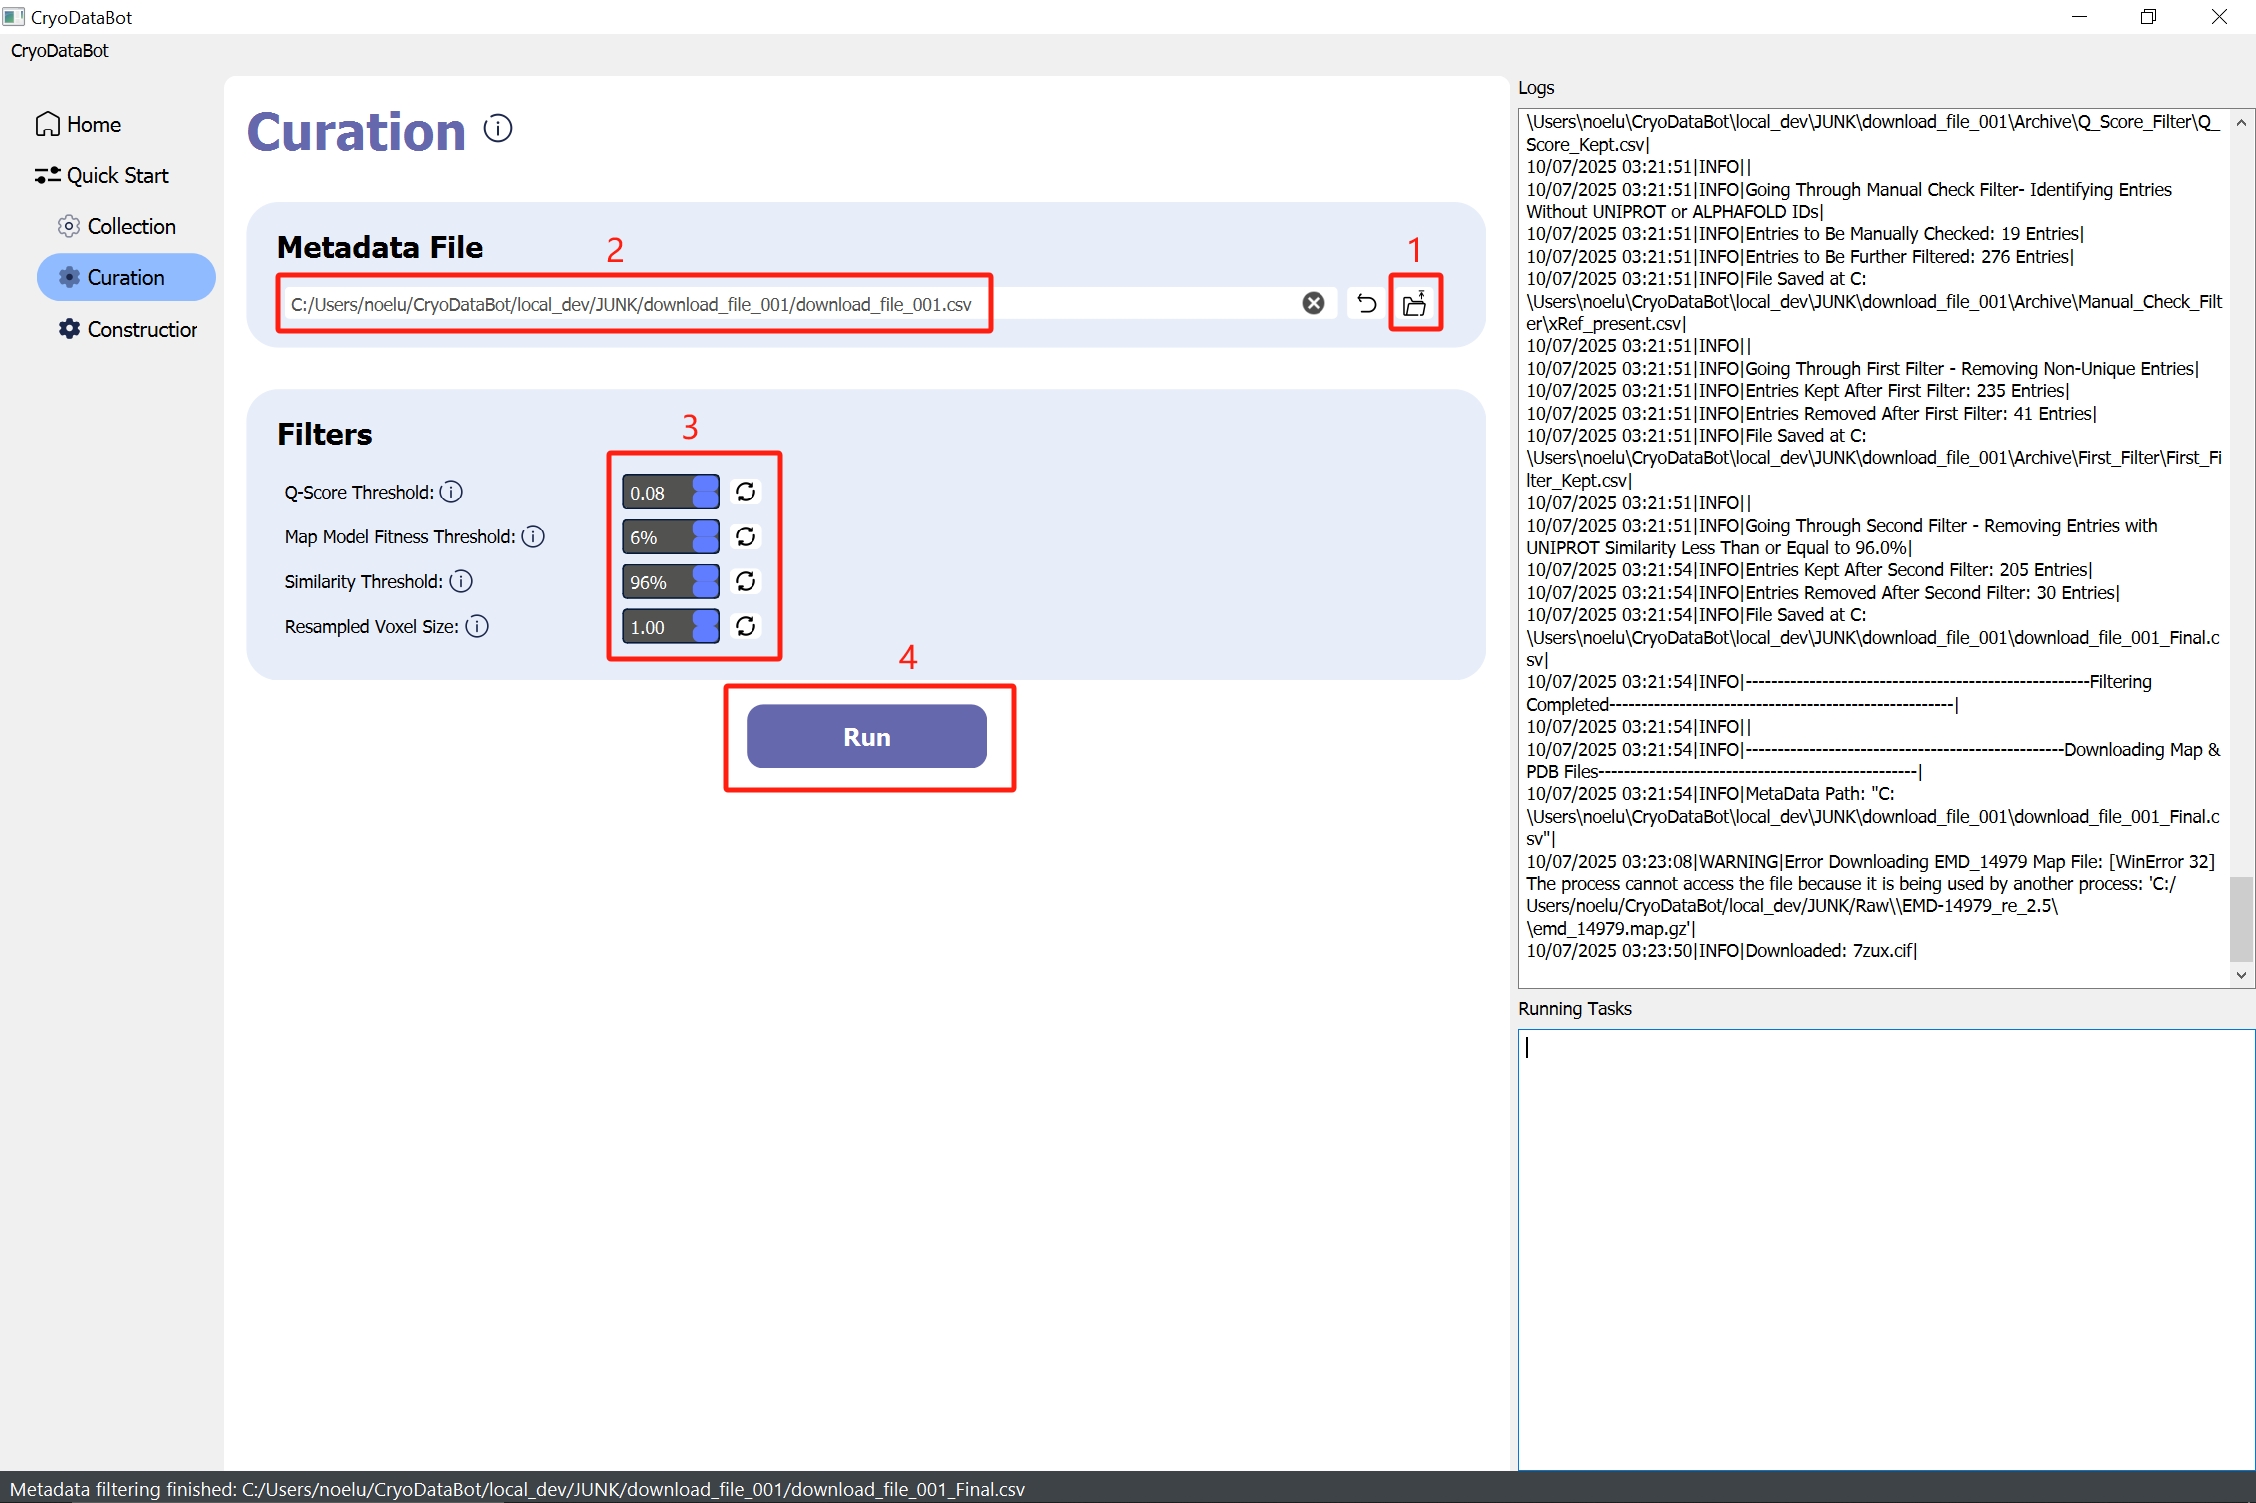 CryoDataBot
CryoDataBot
Home
Quick Start
Collection
Curation
Construction
Curation
Metadata File
2
1
C:/Users/noelu/CryoDataBot/local_dev/JUNK/download_file_001/download_file_001.csv
Filters
3
Q-Score Threshold:
0.08
Map Model Fitness Threshold:
6%
Similarity Threshold:
96%
Resampled Voxel Size:
1.00
4
Run
Logs
\Users\noelu\CryoDataBot\local_dev\JUNK\download_file_001\Archive\Q_Score_Filter\Q_
Score_Kept.csv|
10/07/2025 03:21:51|INFO||
10/07/2025 03:21:51|INFO|Going Through Manual Check Filter- Identifying Entries
Without UNIPROT or ALPHAFOLD IDs|
10/07/2025 03:21:51|INFO|Entries to Be Manually Checked: 19 Entries|
10/07/2025 03:21:51|INFO|Entries to Be Further Filtered: 276 Entries|
10/07/2025 03:21:51|INFO|File Saved at C:
\Users\noelu\CryoDataBot\local_dev\JUNK\download_file_001\Archive\Manual_Check_Filt
er\xRef_present.csv|
10/07/2025 03:21:51|INFO||
10/07/2025 03:21:51|INFO|Going Through First Filter - Removing Non-Unique Entries|
10/07/2025 03:21:51|INFO|Entries Kept After First Filter: 235 Entries|
10/07/2025 03:21:51|INFO|Entries Removed After First Filter: 41 Entries|
10/07/2025 03:21:51|INFO|File Saved at C:
\Users\noelu\CryoDataBot\local_dev\JUNK\download_file_001\Archive\First_Filter\First_Fi
lter_Kept.csv|
10/07/2025 03:21:51|INFO||
10/07/2025 03:21:51|INFO|Going Through Second Filter - Removing Entries with
UNIPROT Similarity Less Than or Equal to 96.0%|
10/07/2025 03:21:54|INFO|Entries Kept After Second Filter: 205 Entries|
10/07/2025 03:21:54|INFO|Entries Removed After Second Filter: 30 Entries|
10/07/2025 03:21:54|INFO|File Saved at C:
\Users\noelu\CryoDataBot\local_dev\JUNK\download_file_001\download_file_001_Final.c
sv|
10/07/2025 03:21:54|INFO|------------------------------------------------------Filtering
Completed------------------------------------------------------|
10/07/2025 03:21:54|INFO||
10/07/2025 03:21:54|INFO|--------------------------------------------------Downloading Map &
PDB Files--------------------------------------------------|
10/07/2025 03:21:54|INFO|MetaData Path: "C:
\Users\noelu\CryoDataBot\local_dev\JUNK\download_file_001\download_file_001_Final.c
sv"|
10/07/2025 03:23:08|WARNING|Error Downloading EMD_14979 Map File: [WinError 32]
The process cannot access the file because it is being used by another process: 'C:/
Users/noelu/CryoDataBot/local_dev/JUNK/Raw\\EMD-14979_re_2.5\
\emd_14979.map.gz'|
10/07/2025 03:23:50|INFO|Downloaded: 7zux.cif|
Running Tasks
Metadata filtering finished: C:/Users/noelu/CryoDataBot/local_dev/JUNK/download_file_001/download_file_001_Final.csv